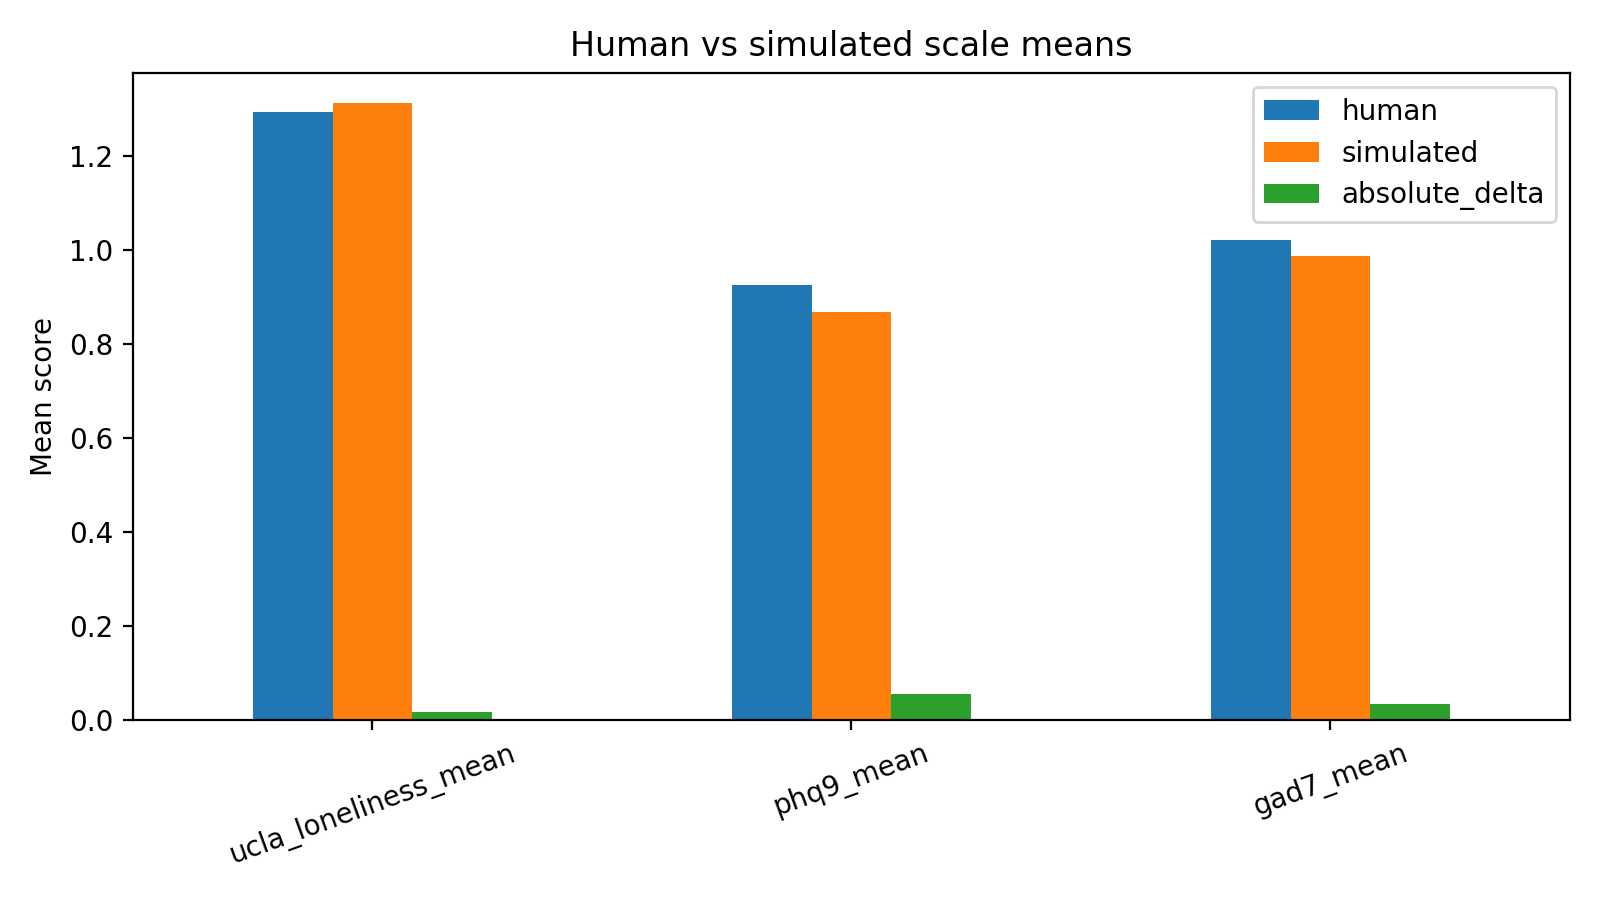 Human vs simulated scale means
human
simulated
absolute_delta
Mean score
1.2
1.0
0.8
0.6
0.4
0.2
0.0
ucla_loneliness_mean
phq9_mean
gad7_mean